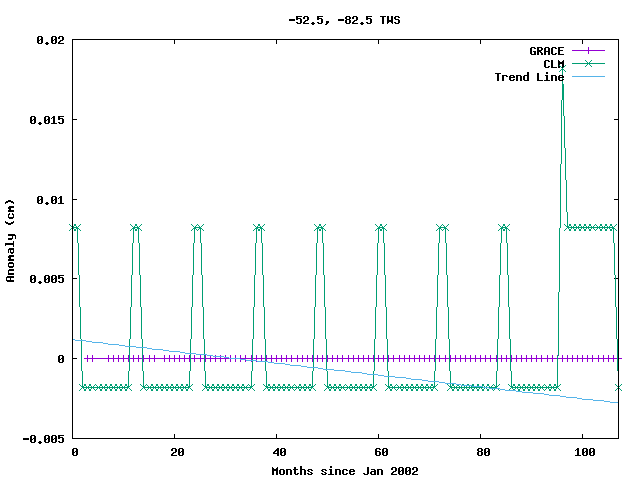 -52.5, -82.5 TWS
0.02
GRACE
CLM
Trend Line
0.015
0.01
0.005
0
-0.005
Anomaly (cm)
0 20 40 60 80 100
Months since Jan 2002